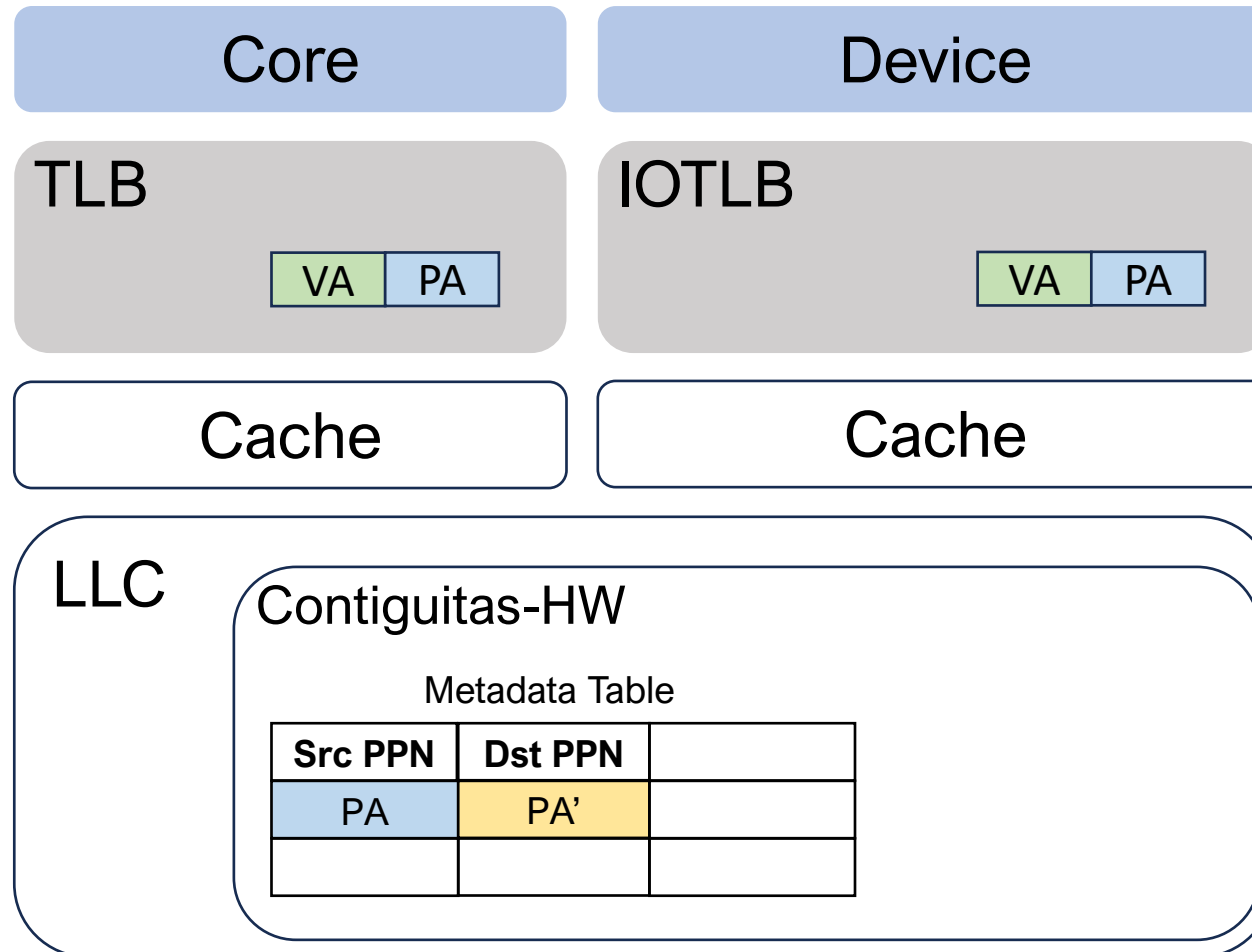 Core
Device
TLB
IOTLB
VA PA
VA PA
Cache
Cache
LLC
Contiguitas-HW
Metadata Table
Src PPN Dst PPN
PA PA’